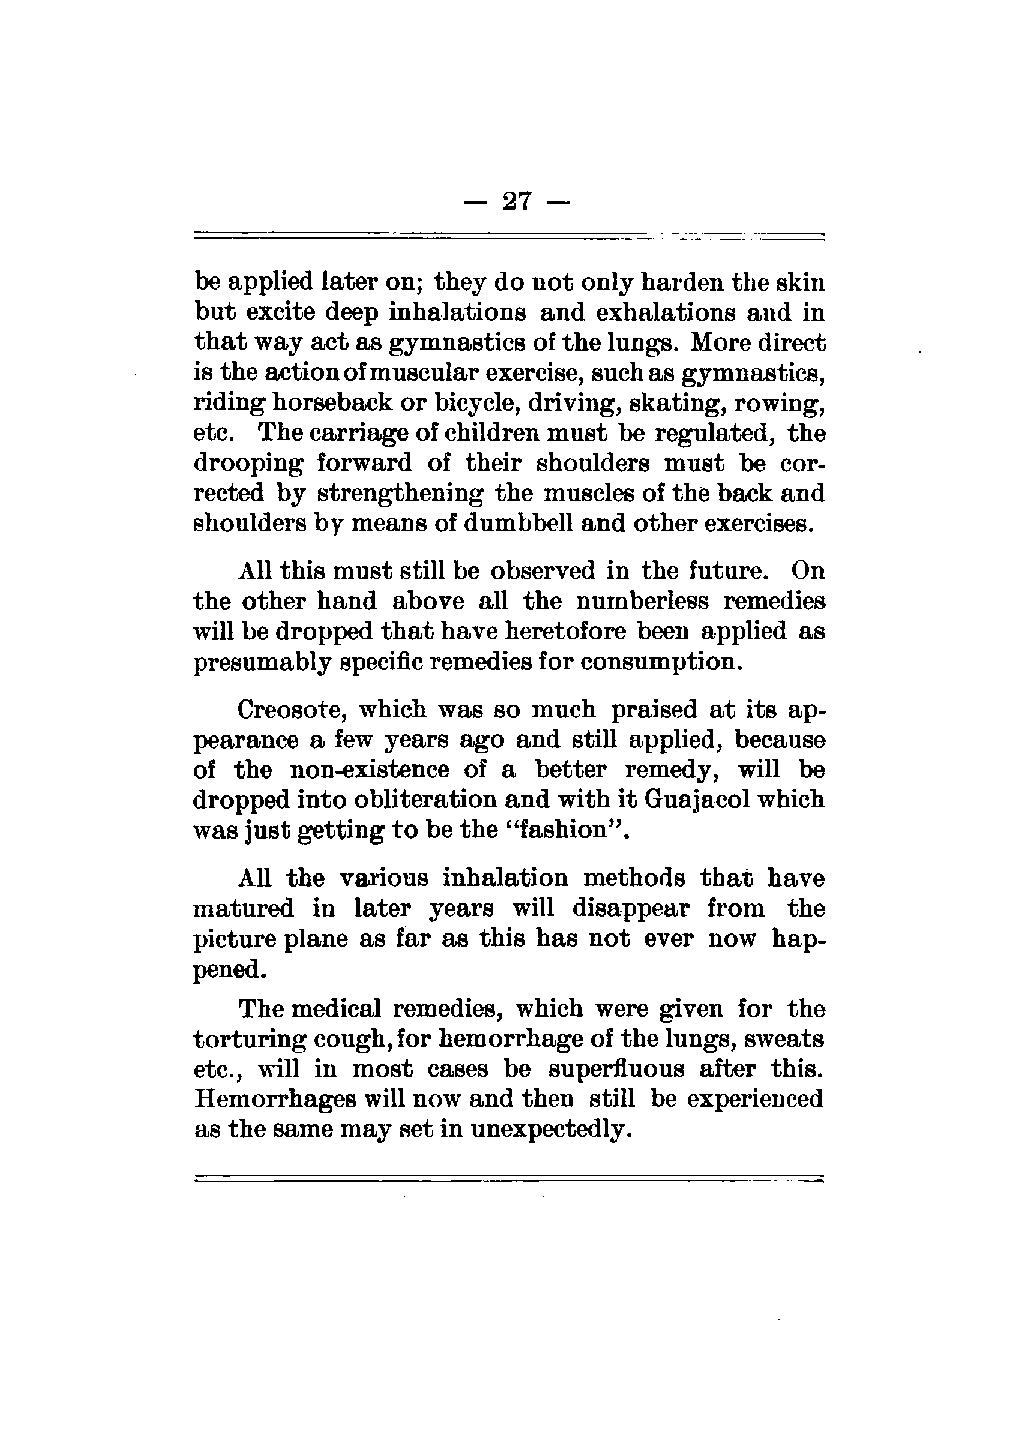 — 27 —
be applied later on; they do not only harden the skin
but excite deep inhalations and exhalations and in
that way act as gymnastics of the lungs. More direct
is the action of muscular exercise, such as gymnastics,
riding horseback or bicycle, driving, skating, rowing,
etc. The carriage of children must be regulated, the
drooping forward of their shoulders must be cor-
rected by strengthening the muscles of the back and
shoulders by means of dumbbell and other exercises.
All this must still be observed in the future. On
the other hand above all the numberless remedies
will be dropped that have heretofore been applied as
presumably specific remedies for consumption.
Creosote, which was so much praised at its ap-
pearance a few years ago and still applied, because
of the non-existence of a better remedy, will be
dropped into obliteration and with it Guajacol which
was just getting to be the “fashion”.
All the various inhalation methods that have
matured in later years will disappear from the
picture plane as far as this has not ever now hap-
pened.
The medical remedies, which were given for the
torturing cough, for hemorrhage of the lungs, sweats
etc., will in most cases be superfluous after this.
Hemorrhages will now and then still be experienced
as the same may set in unexpectedly.